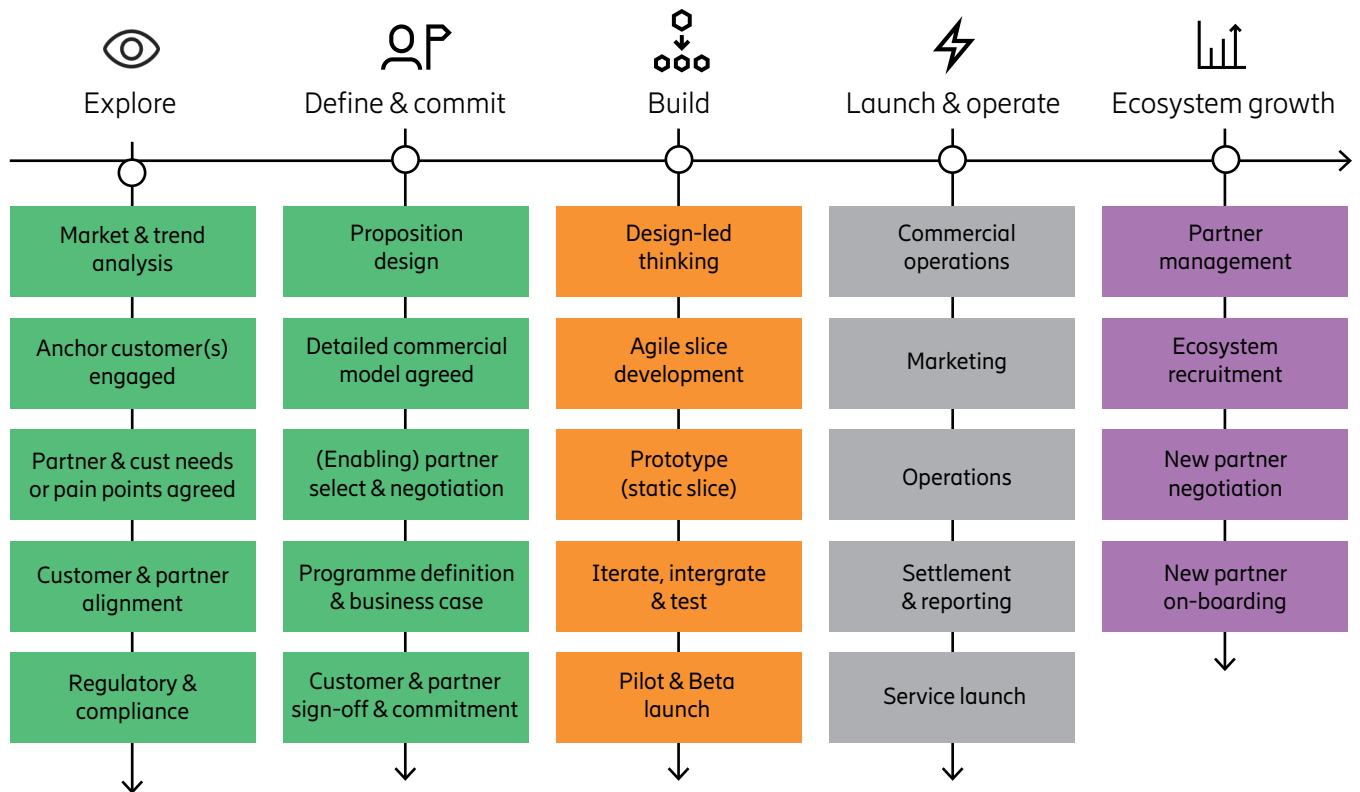 Explore
Define & commit
Build
Launch & operate
Ecosystem growth
Market & trend
analysis
Anchor customer(s)
engaged
Partner & cust needs
or pain points agreed
Customer & partner
alignment
Regulatory &
compliance
Proposition
design
Detailed commercial
model agreed
(Enabling) partner
select & negotiation
Programme definition
& business case
Customer & partner
sign-off & commitment
Design-led
thinking
Agile slice
development
Prototype
(static slice)
Iterate, intergrate
& test
Pilot & Beta
launch
Commercial
operations
Marketing
Operations
Settlement
& reporting
Service launch
Partner
management
Ecosystem
recruitment
New partner
negotiation
New partner
on-boarding